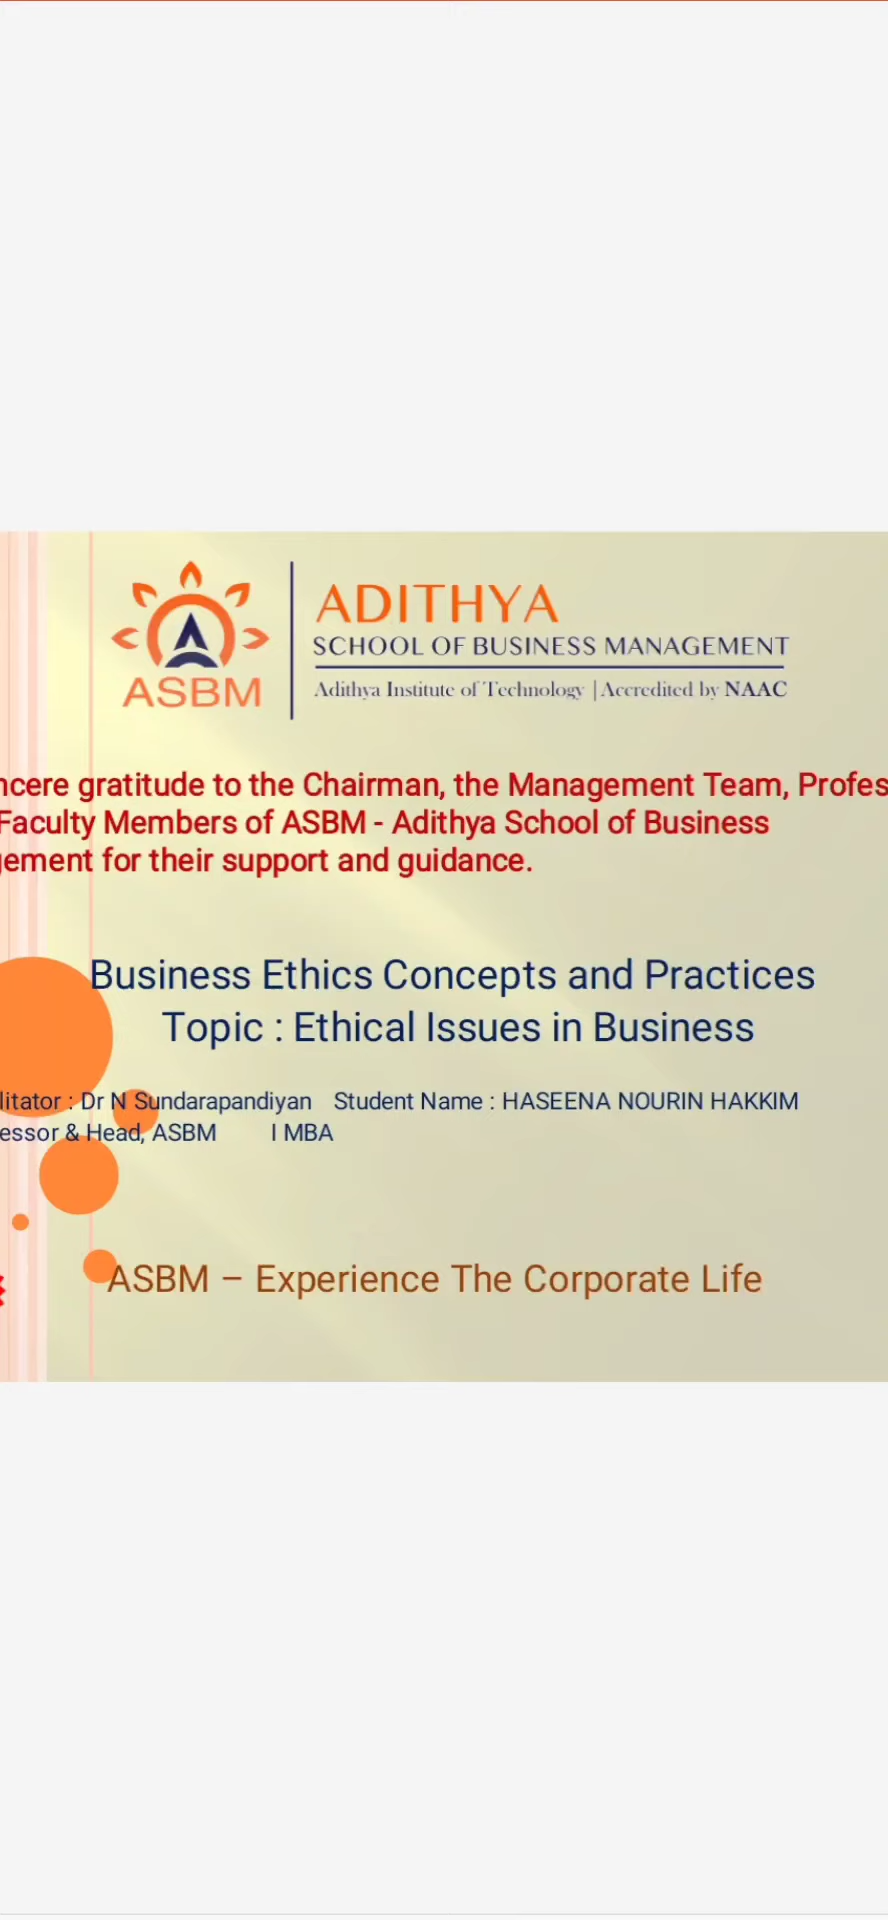 ASBM
ADITHYA
SCHOOL OF BUSINESS MANAGEMENT
Adithya Institute of Technology | Accredited by NAAC
ncere gratitude to the Chairman, the Management Team, Profes
Faculty Members of ASBM - Adithya School of Business
ement for their support and guidance.
Business Ethics Concepts and Practices
Topic : Ethical Issues in Business
litator : Dr N Sundarapandiyan Student Name : HASEENA NOURIN HAKKIM
essor & Head, ASBM I MBA
ASBM – Experience The Corporate Life